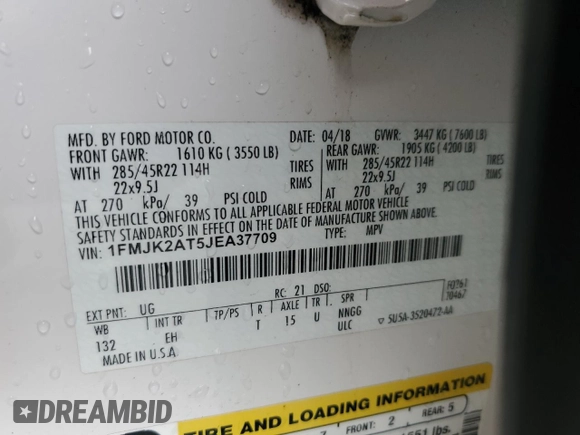 MFD. BY FORD MOTOR CO.
DATE: 04/18 GVWR: 3447 KG ( 7600 LB)
FRONT GAWR: 1610 KG ( 3550 LB)
REAR GAWR: 1905 KG ( 4200 LB)
WITH 285/45R22 114H TIRES
WITH 285/45R22 114H TIRES
22x9.5J RIMS
22x9.5J RIMS
AT 270 kPa/ 39 PSI COLD
AT 270 kPa/ 39 PSI COLD
THIS VEHICLE CONFORMS TO ALL APPLICABLE FEDERAL MOTOR VEHICLE
SAFETY STANDARDS IN EFFECT ON THE DATE OF MANUFACTURE SHOWN ABOVE.
VIN: 1FMJK2AT5JEA37709
TYPE: MPV
F0261
70467
EXT PNT: UG RC: 21 DSO:
WB INT TR TP/PS R AXLE TR SPR
132 EH T 15 U NNGG
ULC
MADE IN U.S.A
5U5A-3520472-AA
TIRE AND LOADING INFORMATION
FRONT: 2 REAR: 5
DREAMBID